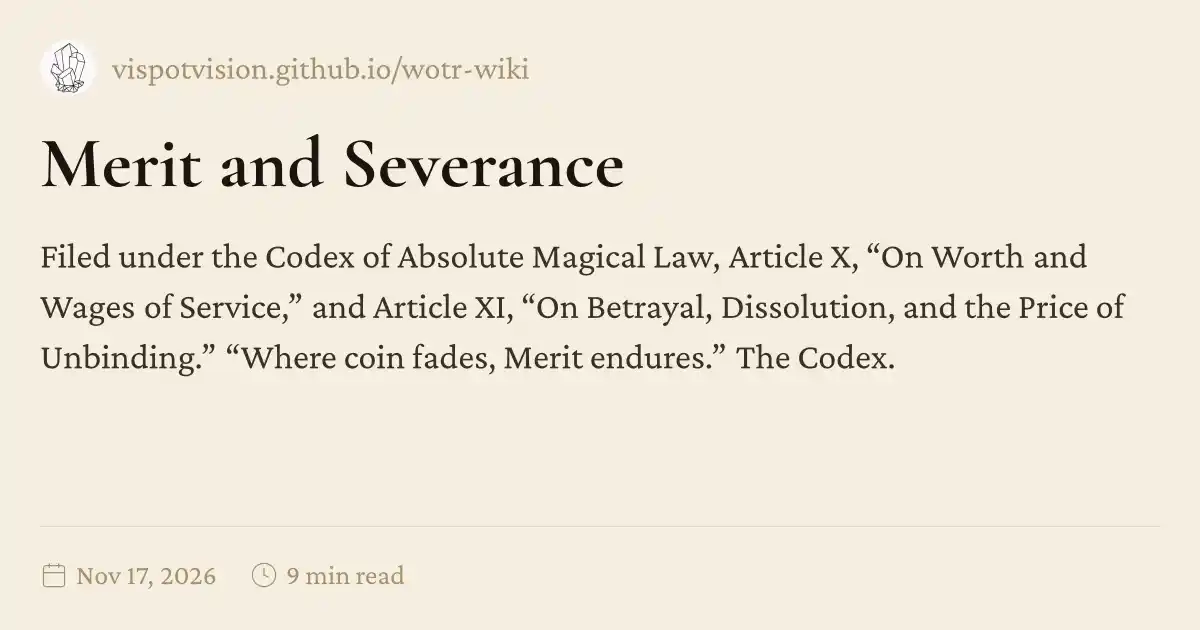 vispotvision.github.io/wotr-wiki
Merit and Severance
Filed under the Codex of Absolute Magical Law, Article X, “On Worth and
Wages of Service,” and Article XI, “On Betrayal, Dissolution, and the Price of
Unbinding.” “Where coin fades, Merit endures.” The Codex.
Nov 17, 2026
9 min read